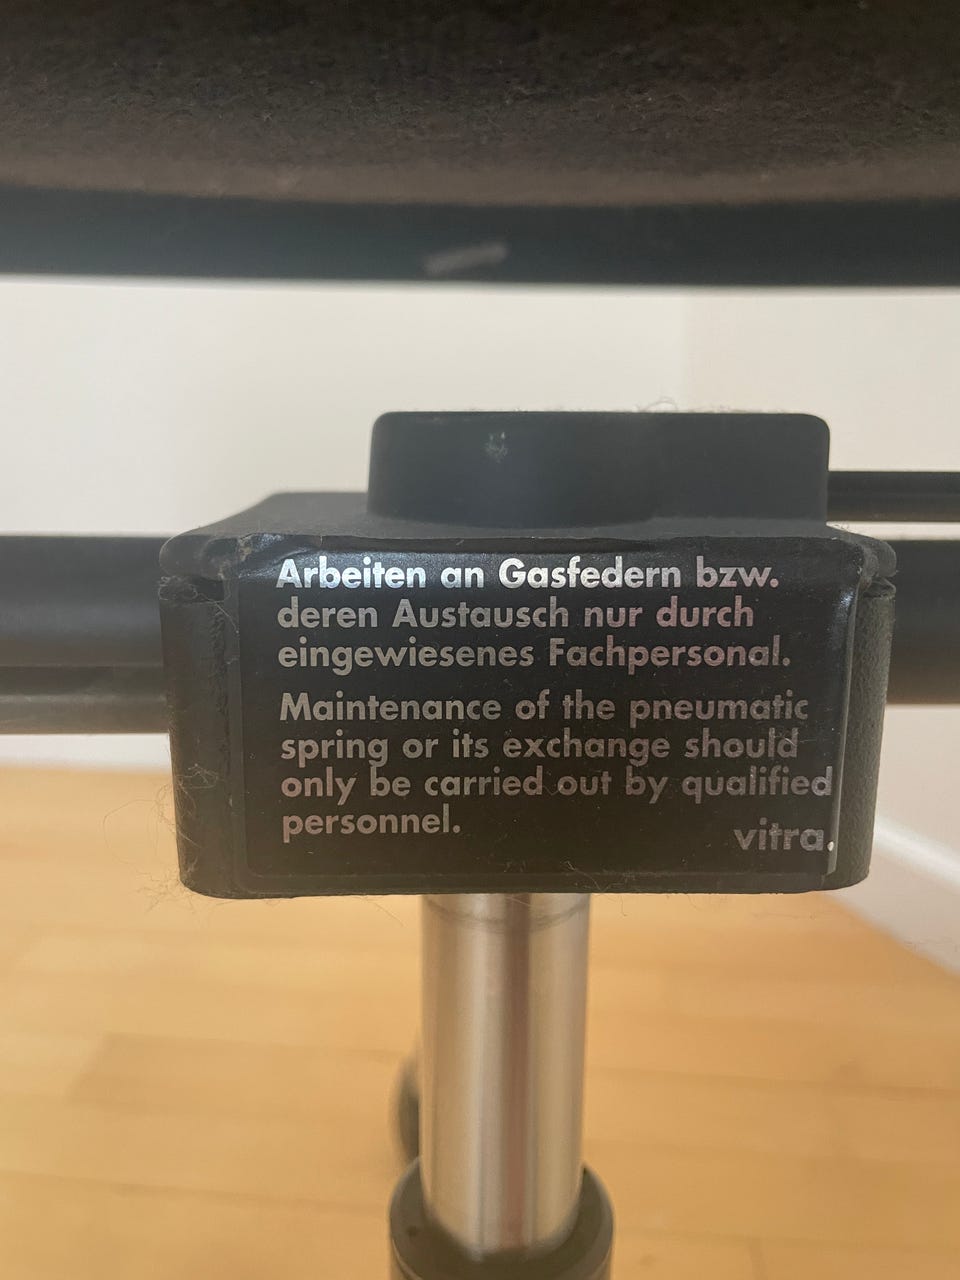 Arbeiten an Gasfedern bzw.
deren Austausch nur durch
eingewiesenes Fachpersonal.
Maintenance of the pneumatic
spring or its exchange should
only be carried out by qualified
personnel.
vitra.